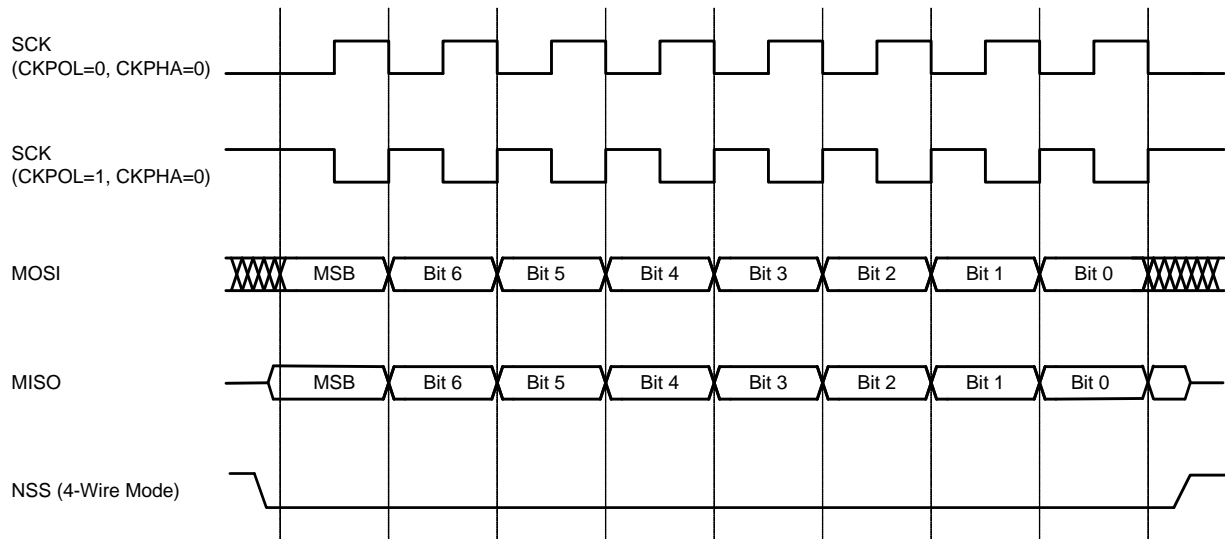 SCK
(CKPOL=0, CKPHA=0)
SCK
(CKPOL=1, CKPHA=0)
MOSI
MSB
Bit 6
Bit 5
Bit 4
Bit 3
Bit 2
Bit 1
Bit 0
MISO
MSB
Bit 6
Bit 5
Bit 4
Bit 3
Bit 2
Bit 1
Bit 0
NSS (4-Wire Mode)